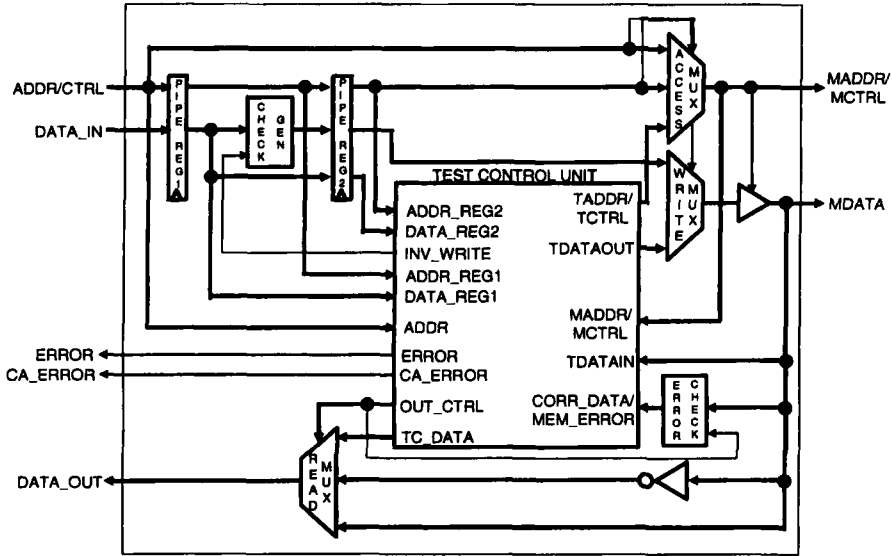 ADDR/CTRL
DATA_IN
PIPE REG1
CHECK GEN
PIPE REG2
ACCESS MUX
MADDR/
MCTRL
WRITE MUX
MDATA
TEST CONTROL UNIT
ADDR_REG2
DATA_REG2
INV_WRITE
ADDR_REG1
DATA_REG1
ADDR
ERROR
CA_ERROR
OUT_CTRL
TC_DATA
TADDR/
TCTRL
TDATAOUT
MADDR/
MCTRL
TDATAIN
CORR_DATA/
MEM_ERROR
ERROR CHECK
ERROR
CA_ERROR
READ MUX
DATA_OUT